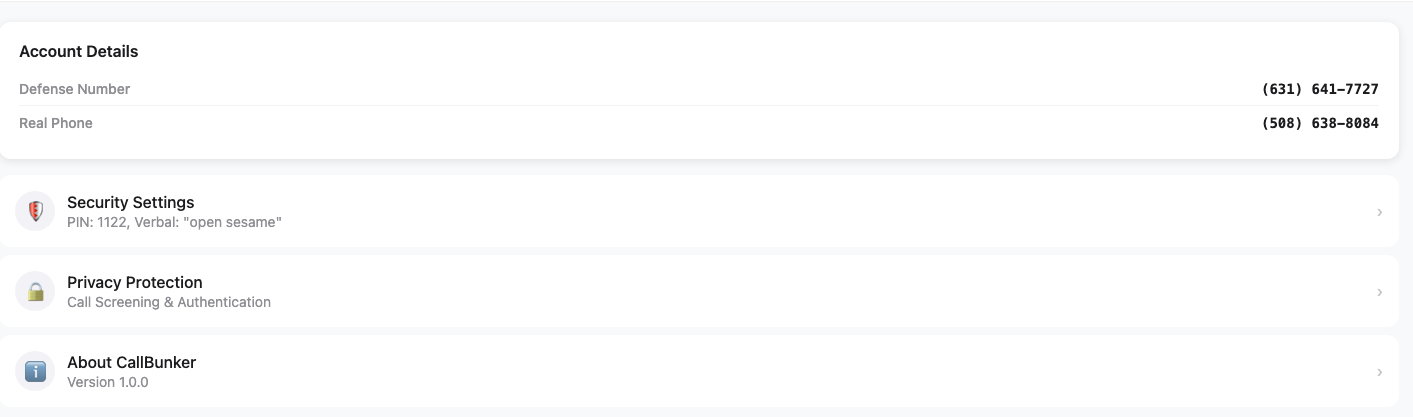 Account Details
Defense Number (631) 641-7727
Real Phone (508) 638-8084
Security Settings
PIN: 1122, Verbal: "open sesame"
Privacy Protection
Call Screening & Authentication
About CallBunker
Version 1.0.0